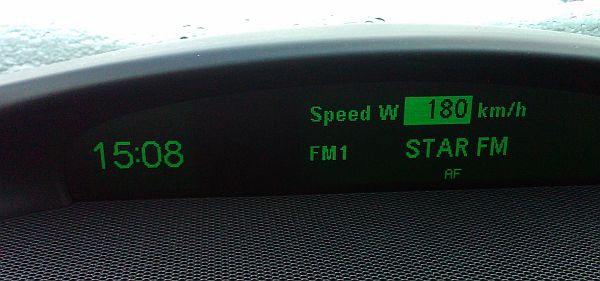 Speed W 180 km/h
15:08 FM1 STAR FM
AF